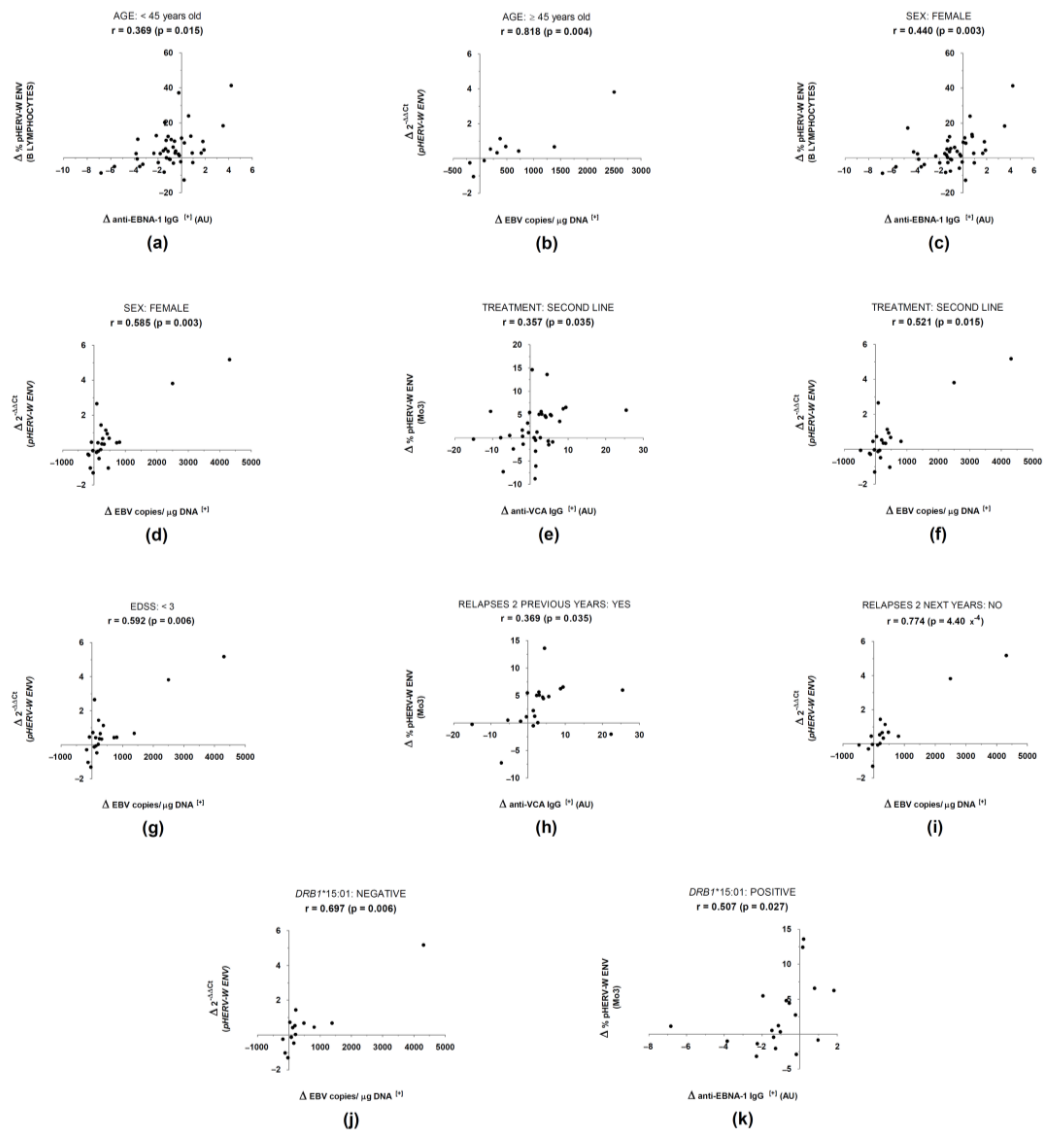 AGE: < 45 years old
r = 0.369 (p = 0.015)
Δ % pHERV-W ENV
(B LYMPHOCYTES)
60
40
20
−20
−10 −8 −6 −4 −2 0 2 4 6
Δ anti-EBNA-1 IgG [+] (AU)
(a)
AGE: ≥ 45 years old
r = 0.818 (p = 0.004)
Δ 2-ΔΔCt
(pHERV-W ENV)
6
4
2
−2
−500 500 1000 1500 2000 2500 3000
Δ EBV copies/ μg DNA [+]
(b)
SEX: FEMALE
r = 0.440 (p = 0.003)
Δ % pHERV-W ENV
(B LYMPHOCYTES)
60
40
20
−20
−10 −8 −6 −4 −2 0 2 4 6
Δ anti-EBNA-1 IgG [+] (AU)
(c)
SEX: FEMALE
r = 0.585 (p = 0.003)
Δ 2-ΔΔCt
(pHERV-W ENV)
6
4
2
−2
−1000 0 1000 2000 3000 4000 5000
Δ EBV copies/ μg DNA [+]
(d)
TREATMENT: SECOND LINE
r = 0.357 (p = 0.035)
Δ % pHERV-W ENV
(Mo3)
20
15
10
5
−5
−10
−20 −10 0 10 20 30
Δ anti-VCA IgG [+] (AU)
(e)
TREATMENT: SECOND LINE
r = 0.521 (p = 0.015)
Δ 2-ΔΔCt
(pHERV-W ENV)
6
4
2
−2
−1000 0 1000 2000 3000 4000 5000
Δ EBV copies/ μg DNA [+]
(f)
EDSS: < 3
r = 0.592 (p = 0.006)
Δ 2-ΔΔCt
(pHERV-W ENV)
6
4
2
−2
−1000 0 1000 2000 3000 4000 5000
Δ EBV copies/ μg DNA [+]
(g)
RELAPSES 2 PREVIOUS YEARS: YES
r = 0.369 (p = 0.035)
Δ % pHERV-W ENV
(Mo3)
15
10
5
−5
−10
−20 −10 0 10 20 30
Δ anti-VCA IgG [+] (AU)
(h)
RELAPSES 2 NEXT YEARS: NO
r = 0.774 (p = 4.40 x-4)
Δ 2-ΔΔCt
(pHERV-W ENV)
6
4
2
−2
−1000 0 1000 2000 3000 4000 5000
Δ EBV copies/ μg DNA [+]
(i)
DRB1*15:01: NEGATIVE
r = 0.697 (p = 0.006)
Δ 2-ΔΔCt
(pHERV-W ENV)
6
4
2
−2
−1000 0 1000 2000 3000 4000 5000
Δ EBV copies/ μg DNA [+]
(j)
DRB1*15:01: POSITIVE
r = 0.507 (p = 0.027)
Δ % pHERV-W ENV
(Mo3)
15
10
5
−5
−8 −6 −4 −2 0 2
Δ anti-EBNA-1 IgG [+] (AU)
(k)